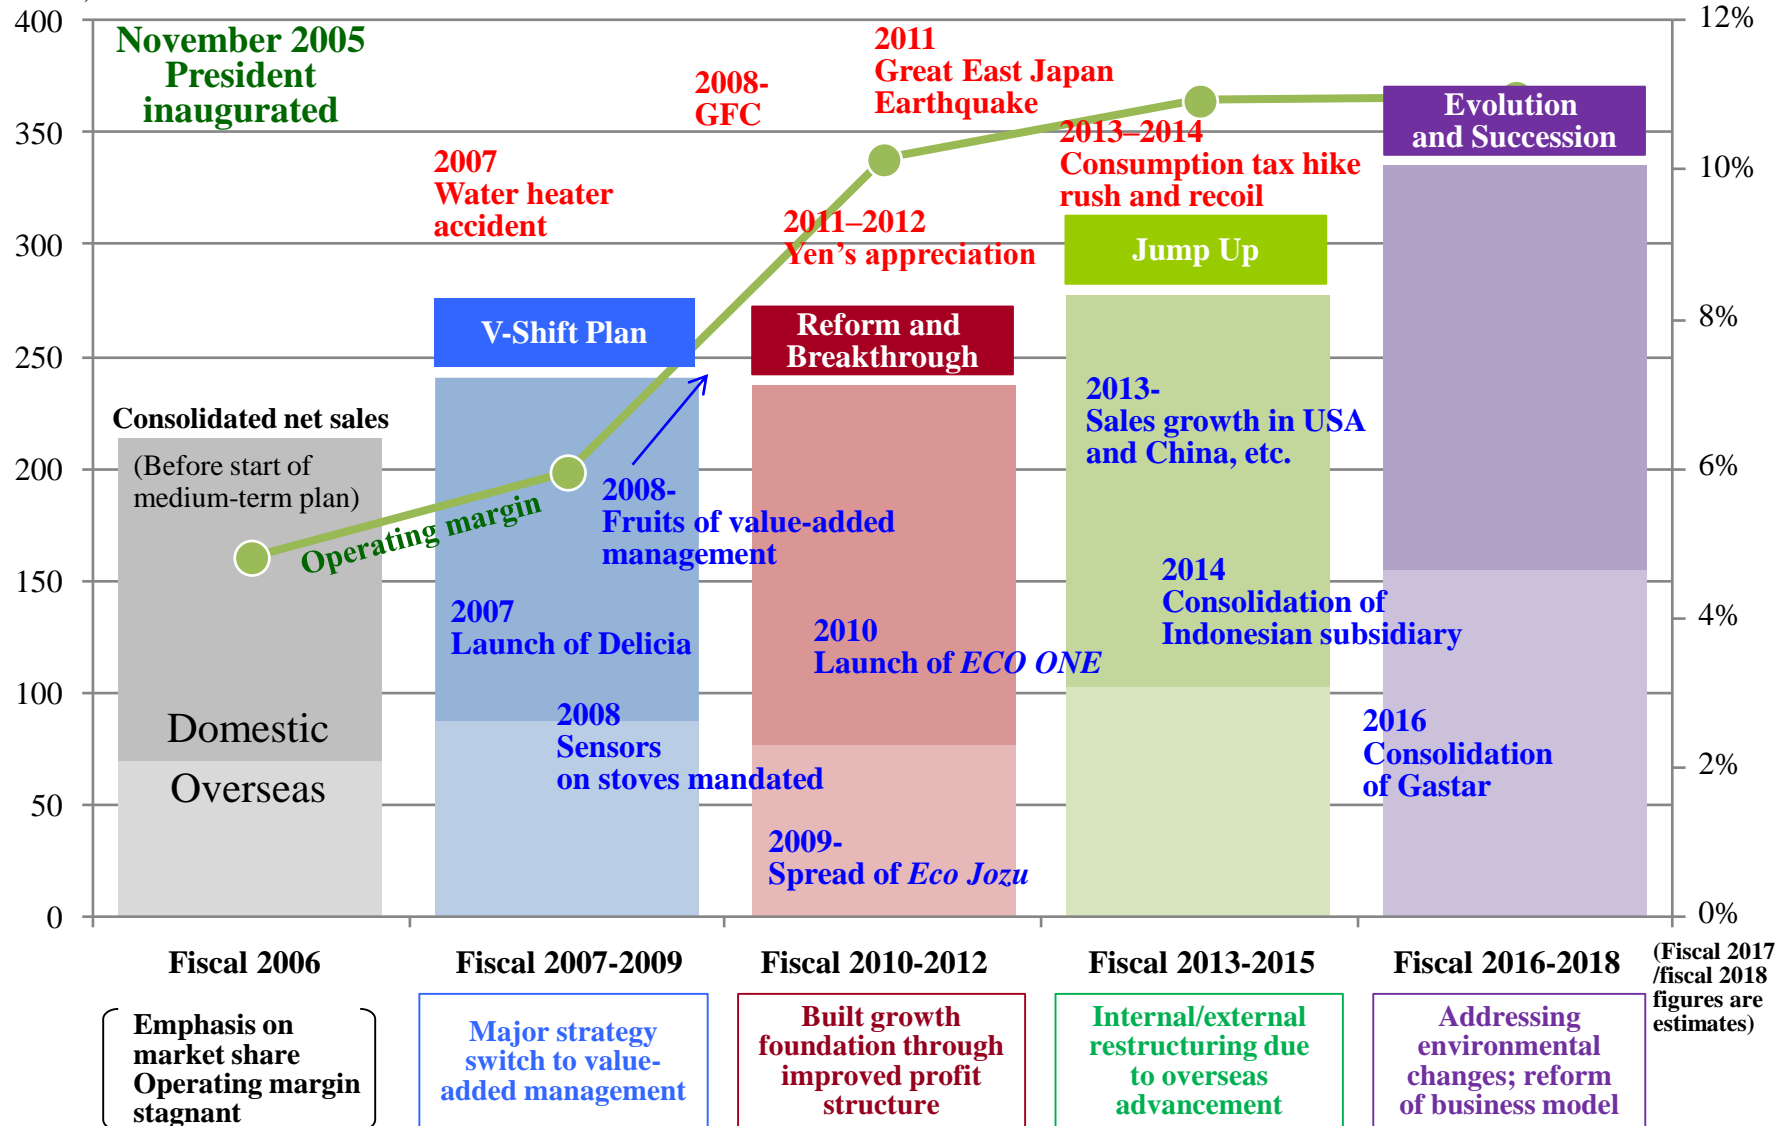 400
350
300
250
200
150
100
50
0
12%
10%
8%
6%
4%
2%
0%
November 2005
President
inaugurated
2007
Water heater
accident
2008-
GFC
2011
Great East Japan
Earthquake
2011–2012
Yen’s appreciation
2013–2014
Consumption tax hike
rush and recoil
Consolidated net sales
(Before start of
medium-term plan)
Operating margin
Domestic
Overseas
V-Shift Plan
2008-
Fruits of value-added
management
2007
Launch of Delicia
2008
Sensors
on stoves mandated
Reform and
Breakthrough
2010
Launch of ECO ONE
2009-
Spread of Eco Jozu
Jump Up
2013-
Sales growth in USA
and China, etc.
2014
Consolidation of
Indonesian subsidiary
Evolution
and Succession
2016
Consolidation
of Gastar
Fiscal 2006
Fiscal 2007-2009
Fiscal 2010-2012
Fiscal 2013-2015
Fiscal 2016-2018
(Fiscal 2017
/fiscal 2018
figures are
estimates)
Emphasis on
market share
Operating margin
stagnant
Major strategy
switch to value-
added management
Built growth
foundation through
improved profit
structure
Internal/external
restructuring due
to overseas
advancement
Addressing
environmental
changes; reform
of business model